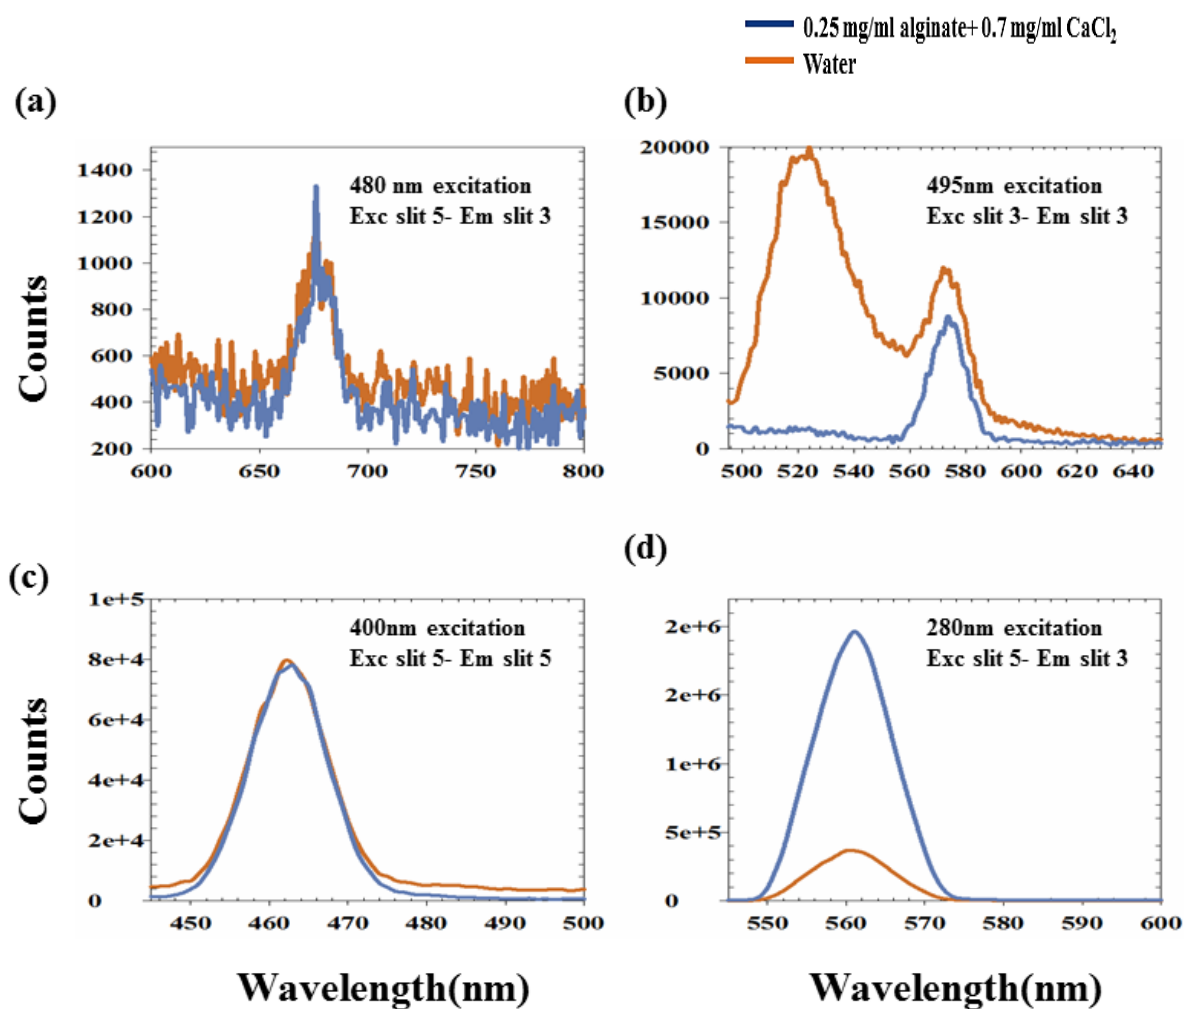 0.25 mg/ml alginate+ 0.7 mg/ml CaCl₂
Water
(a)
(b)
1400
1200
1000
800
600
400
200
600
650
700
750
800
480 nm excitation
Exc slit 5- Em slit 3
Counts
20000
15000
10000
5000
0
500
520
540
560
580
600
620
640
495nm excitation
Exc slit 3- Em slit 3
(c)
(d)
1e+5
8e+4
6e+4
4e+4
2e+4
0
450
460
470
480
490
500
400nm excitation
Exc slit 5- Em slit 5
Counts
Wavelength(nm)
2e+6
2e+6
1e+6
5e+5
0
550
560
570
580
590
600
280nm excitation
Exc slit 5- Em slit 3
Wavelength(nm)